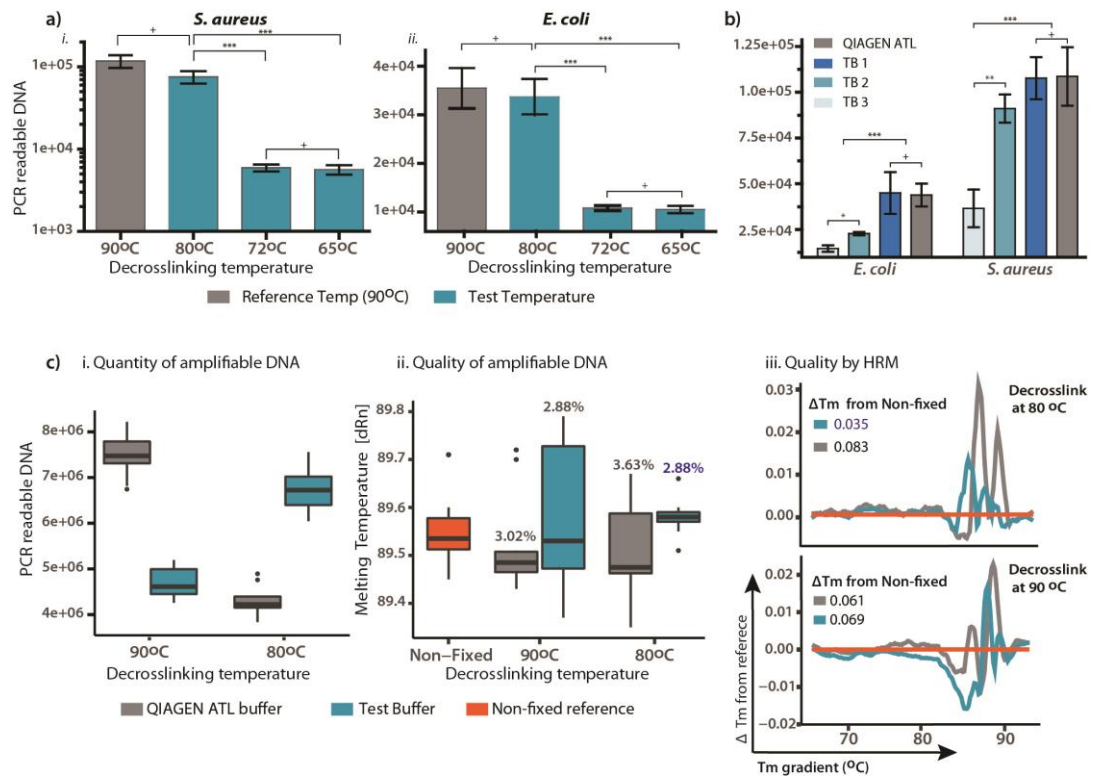 a)
S. aureus
E. coli
i.
ii.
+
***
***
+
+
***
***
+
PCR readable DNA
1e+05
1e+04
1e+03
4e+04
3e+04
2e+04
1e+04
90ºC
80ºC
72ºC
65ºC
90ºC
80ºC
72ºC
65ºC
Decrosslinking temperature
Decrosslinking temperature
Reference Temp (90ºC)
Test Temperature
b)
QIAGEN ATL
TB 1
TB 2
TB 3
1.25e+05
1.0e+05
7.5e+04
5.0e+04
2.5e+04
+
***
+
**
***
+
E. coli
S. aureus
c)
i. Quantity of amplifiable DNA
PCR readable DNA
8e+06
7e+06
6e+06
5e+06
4e+06
90ºC
80ºC
Decrosslinking temperature
ii. Quality of amplifiable DNA
Melting Temperature [dRn]
89.8
89.7
89.6
89.5
89.4
2.88%
3.02%
3.63%
2.88%
Non−Fixed
90ºC
80ºC
Decrosslinking temperature
QIAGEN ATL buffer
Test Buffer
Non-fixed reference
iii. Quality by HRM
0.03
0.02
0.01
0.00
ΔTm from Non-fixed
0.035
0.083
Decrosslink
at 80 ºC
0.02
0.01
0.00
−0.01
−0.02
ΔTm from Non-fixed
0.061
0.069
Decrosslink
at 90 ºC
Δ Tm from referece
70
80
90
Tm gradient (ºC)